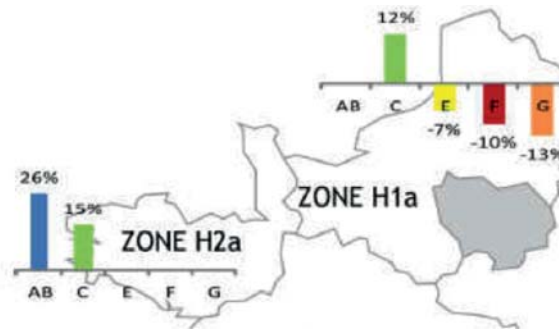 12%
AB C E F G
-7%
-10%
-13%
ZONE H1a
26%
15%
ZONE H2a
AB C E F G